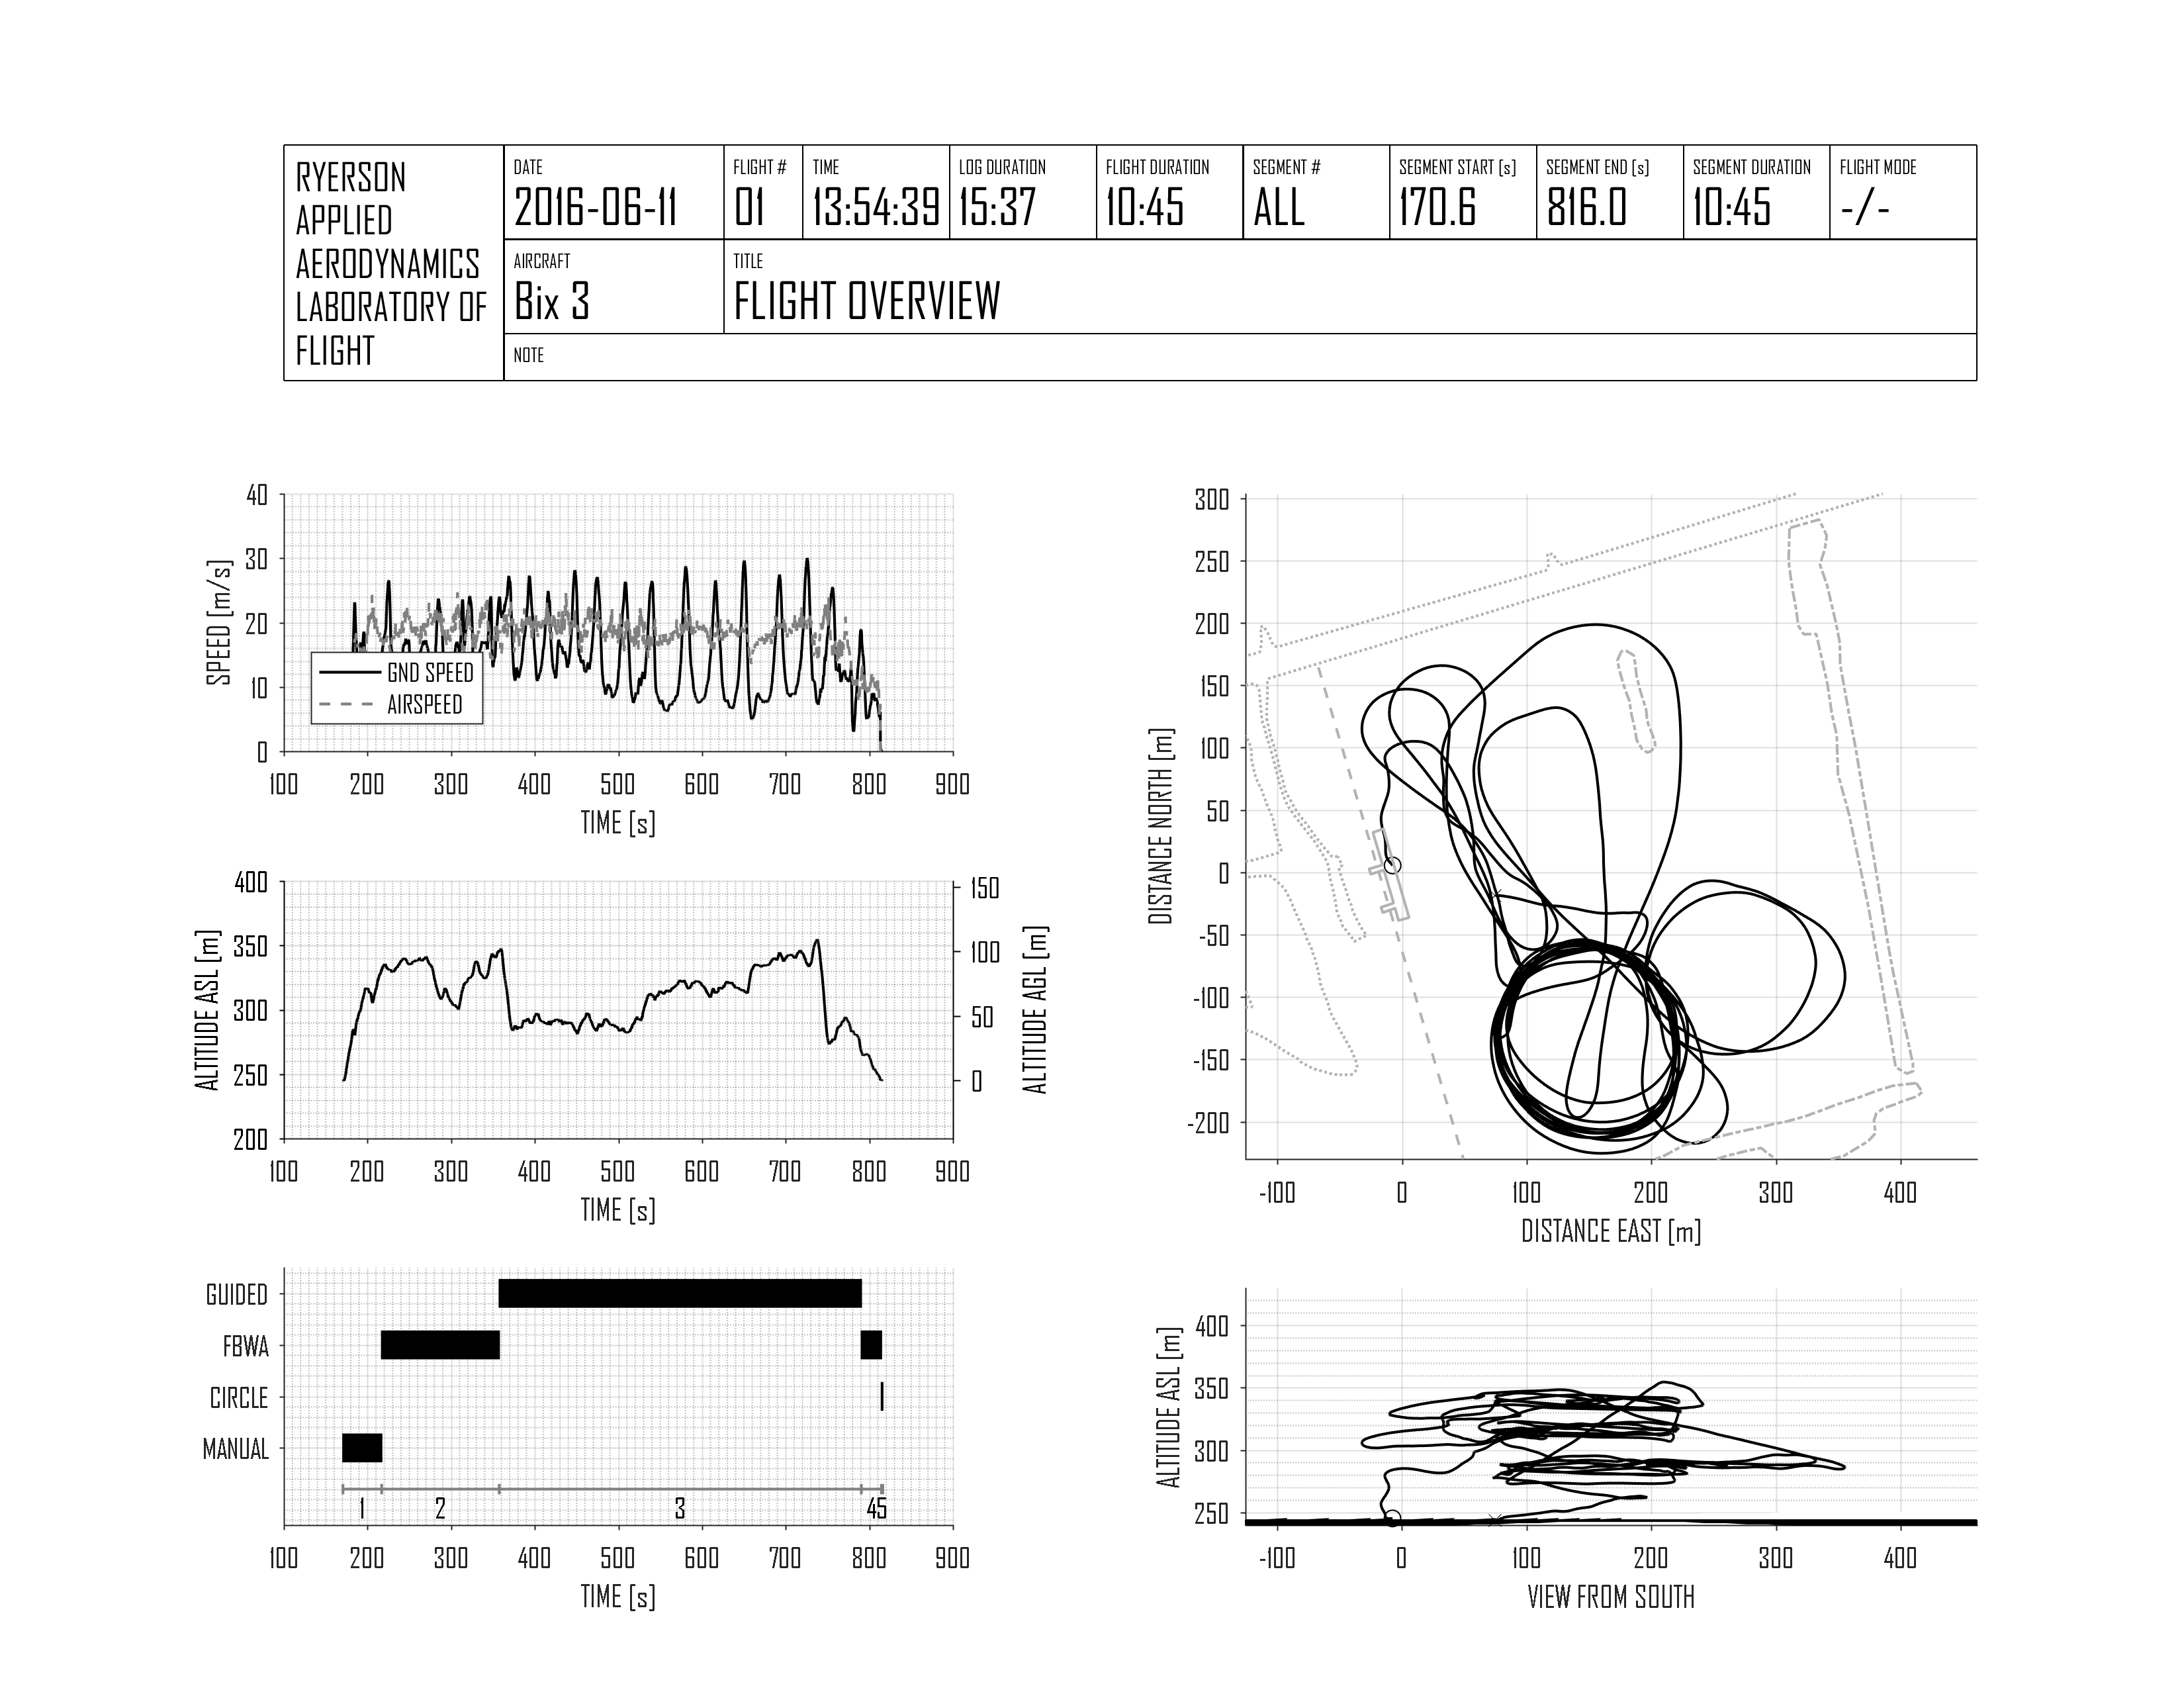 RYERSON
APPLIED
AERODYNAMICS
LABORATORY OF
FLIGHT
DATE
2016-06-11
FLIGHT #
01
TIME
13:54:39
LOG DURATION
15:37
FLIGHT DURATION
10:45
SEGMENT #
ALL
SEGMENT START [s]
170.6
SEGMENT END [s]
816.0
SEGMENT DURATION
10:45
FLIGHT MODE
-/-
AIRCRAFT
Bix 3
TITLE
FLIGHT OVERVIEW
NOTE
SPEED [m/s]
40
30
20
10
0
GND SPEED
AIRSPEED
100 200 300 400 500 600 700 800 900
TIME [s]
ALTITUDE ASL [m]
400
350
300
250
200
150
100
50
0
ALTITUDE AGL [m]
100 200 300 400 500 600 700 800 900
TIME [s]
GUIDED
FBWA
CIRCLE
MANUAL
1 2 3 4 5
100 200 300 400 500 600 700 800 900
TIME [s]
DISTANCE NORTH [m]
300
250
200
150
100
50
0
-50
-100
-150
-200
-100 0 100 200 300 400
DISTANCE EAST [m]
ALTITUDE ASL [m]
400
350
300
250
-100 0 100 200 300 400
VIEW FROM SOUTH